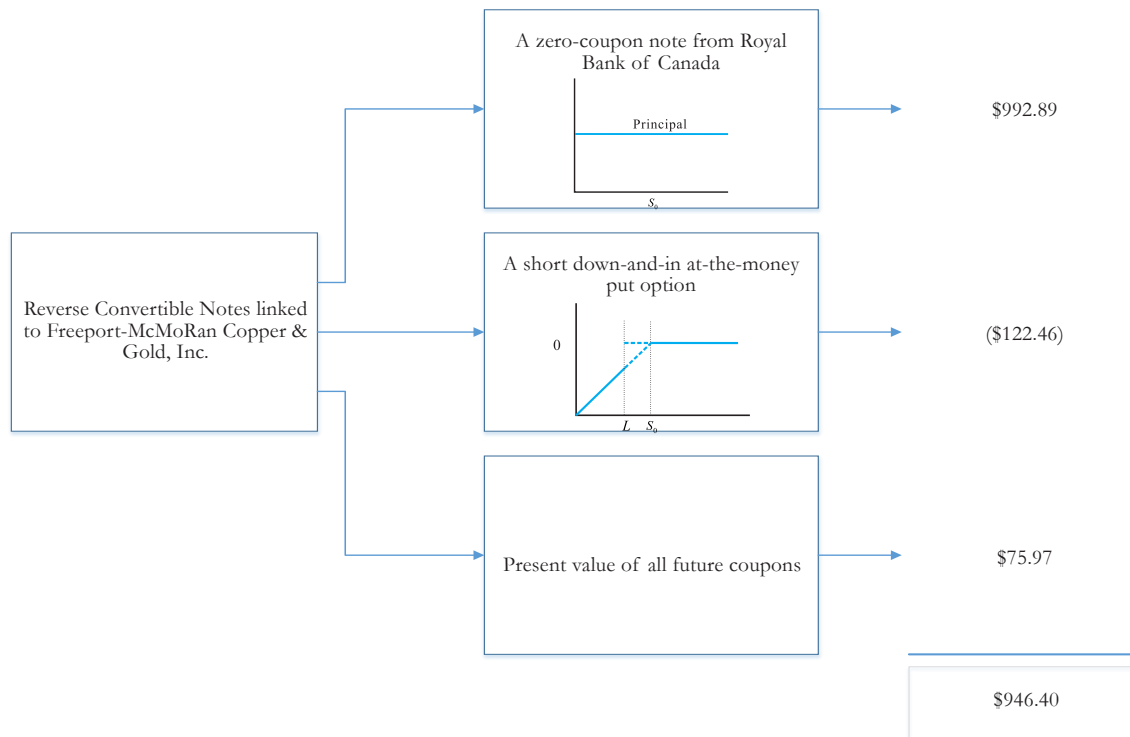 A zero-coupon note from Royal
Bank of Canada
Principal
S₀
$992.89
Reverse Convertible Notes linked
to Freeport-McMoRan Copper &
Gold, Inc.
A short down-and-in at-the-money
put option
0
L S₀
($122.46)
Present value of all future coupons
$75.97
$946.40